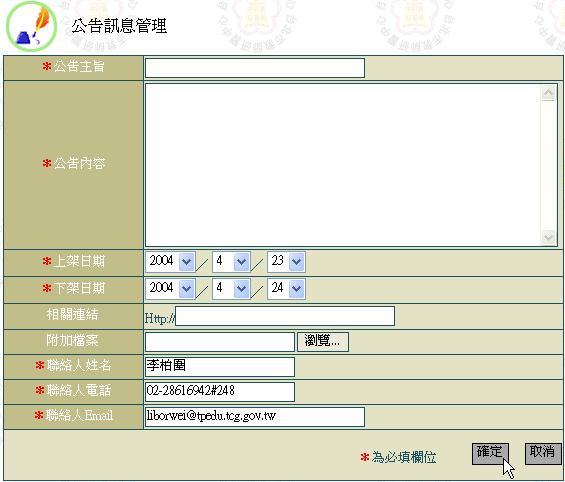 公告訊息管理
*公告主旨
*公告內容
*上架日期 2004 / 4 / 23
*下架日期 2004 / 4 / 24
相關連結 Http://
附加檔案 瀏覽...
*聯絡人姓名 李柏圍
*聯絡人電話 02-28616942#248
*聯絡人Email liborwei@tpedu.tcg.gov.tw
*為必填欄位 確定 取消